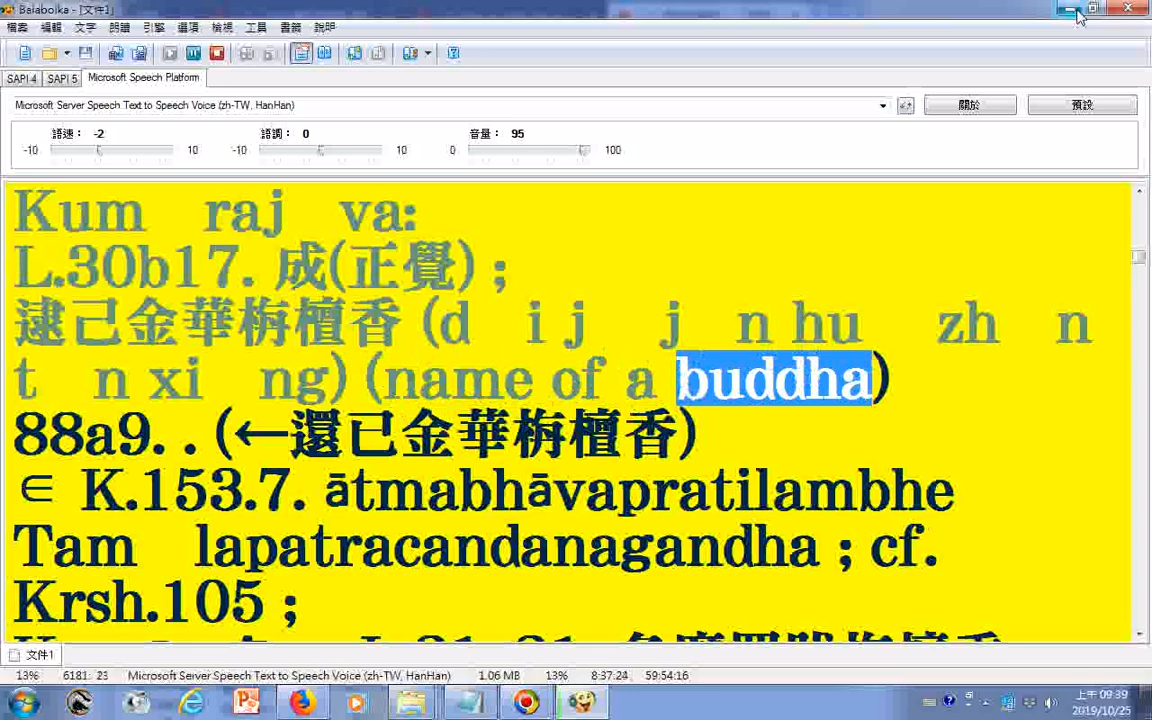 Balabolka - [文件1]
檔案 編輯 文字 朗讀 引擎 選項 檢視 工具 書籤 說明
SAPI 4 SAPI 5 Microsoft Speech Platform
Microsoft Server Speech Text to Speech Voice (zh-TW, HanHan) 關於 預設
語速: -2 語調: 0 音量: 95
-10 10 -10 10 0 100
Kum raj va:
L.30b17. 成(正覺) ;
逮己金華栴檀香 (d i j j n hu zh n
t n xi ng) (name of a buddha)
88a9. . (←還已金華栴檀香)
∈ K.153.7. ātmabhāvapratilambhe
Tam lapatracandanagandha ; cf.
Krsh.105 ;
文件1
13% 6181: 23 Microsoft Server Speech Text to Speech Voice (zh-TW, HanHan) 1.06 MB 13% 8:37:24 59:54:16
上午 09:39
2019/10/25